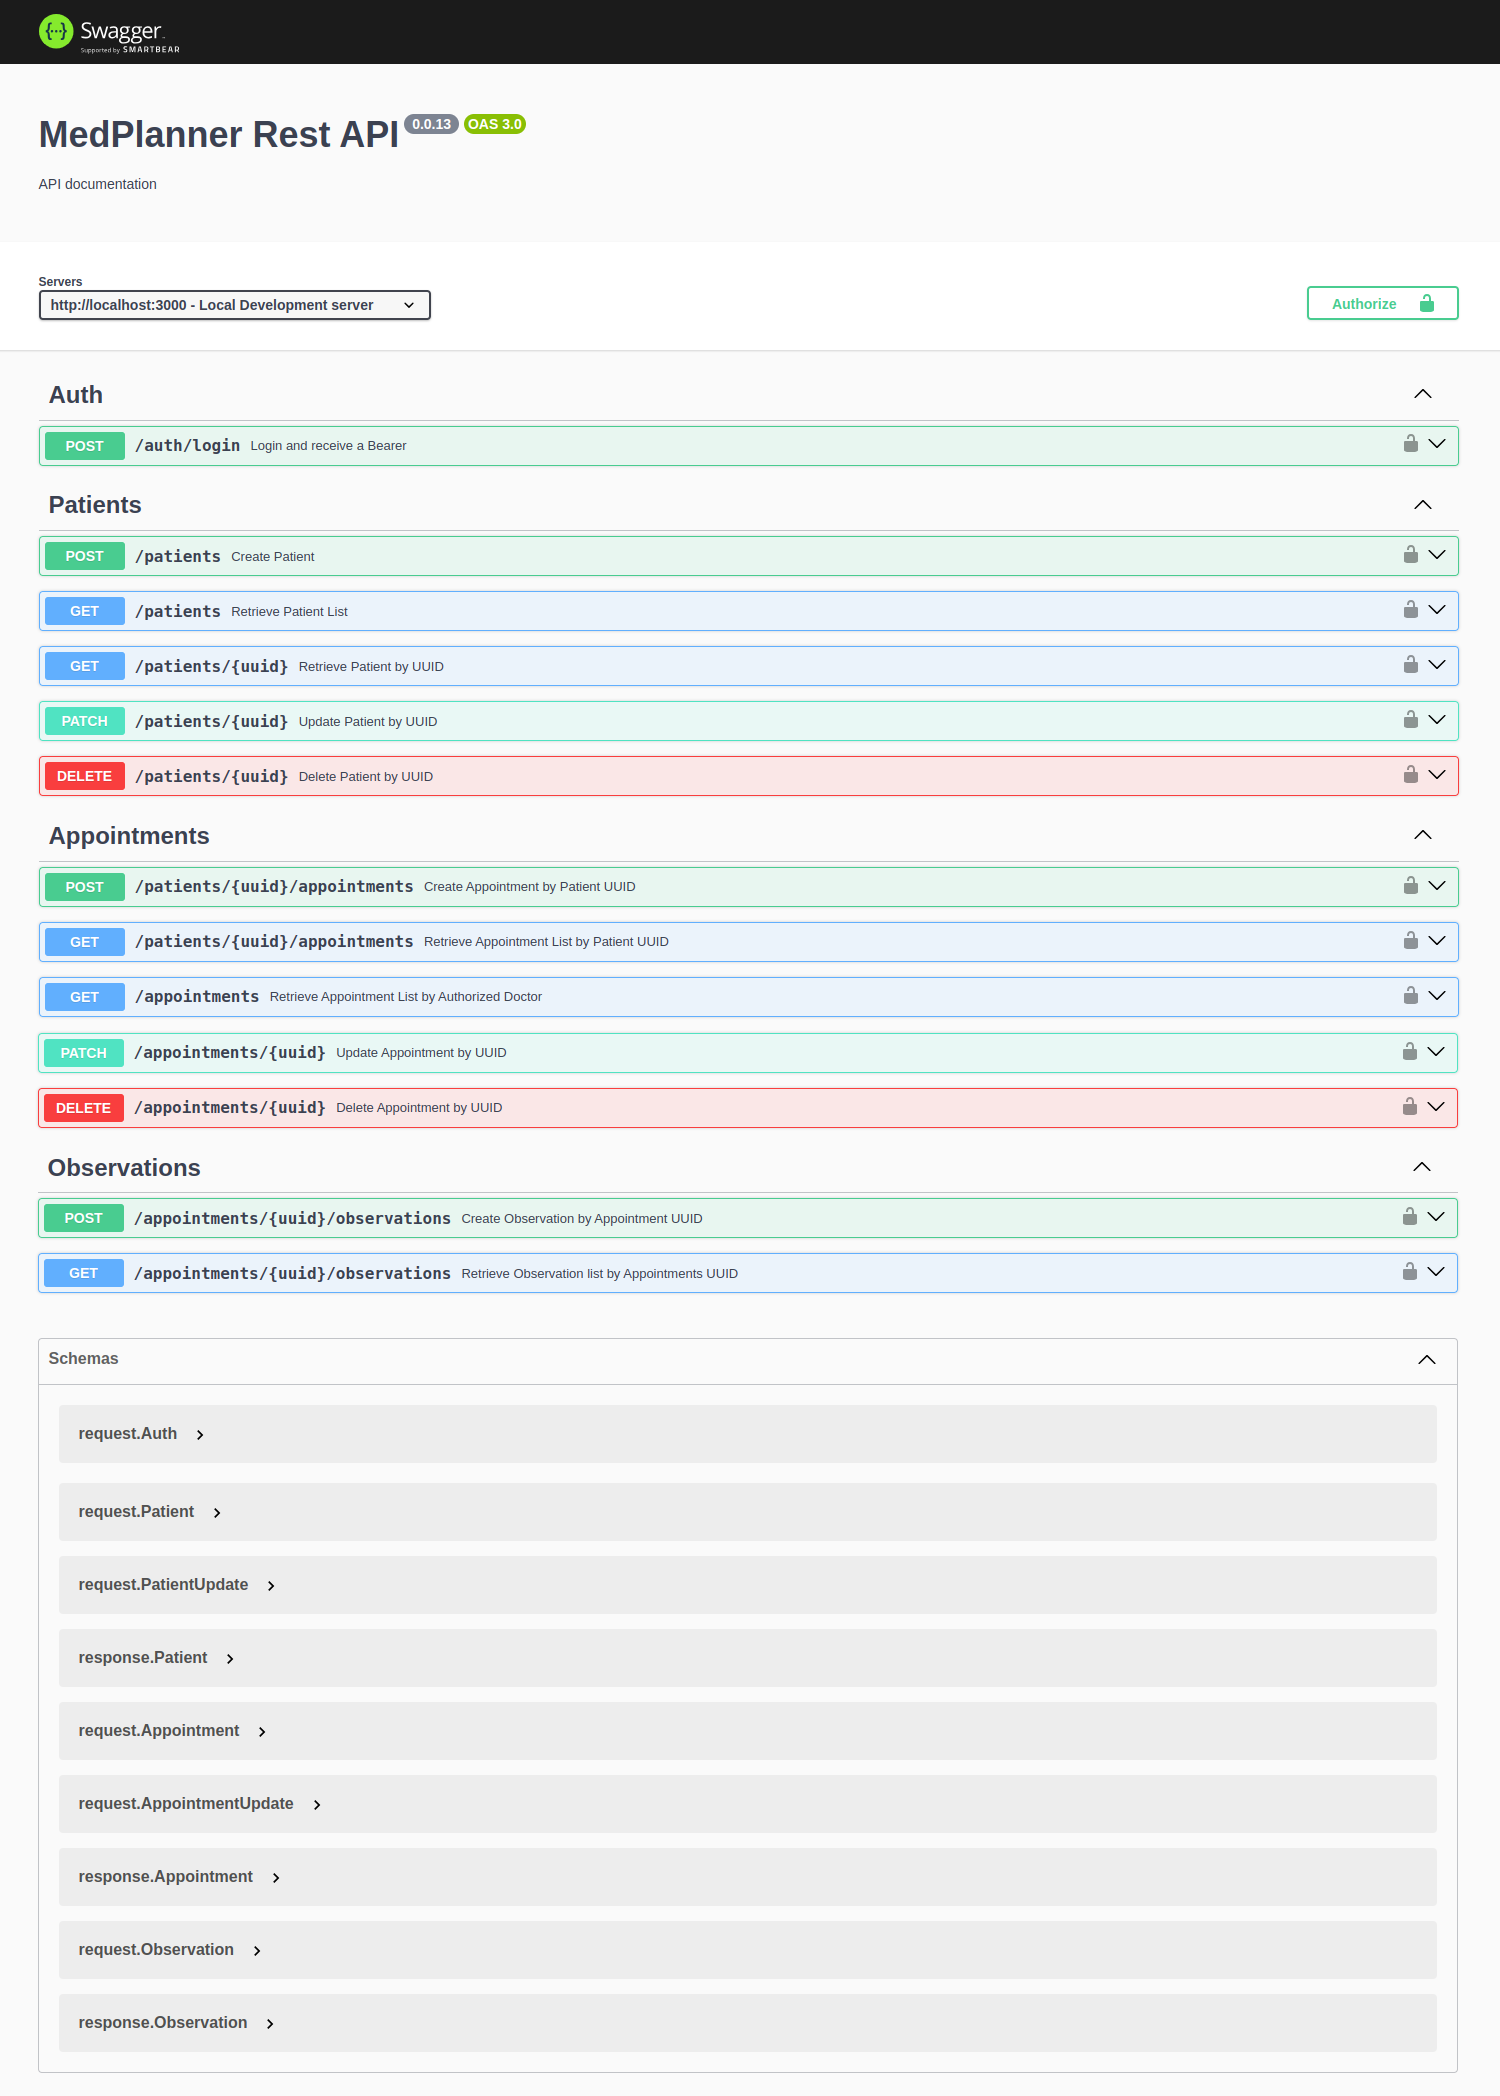 Swagger
Supported by SMARTBEAR
MedPlanner Rest API 0.0.13 OAS 3.0
API documentation
Servers
http://localhost:3000 - Local Development server
Authorize
Auth
POST /auth/login Login and receive a Bearer
Patients
POST /patients Create Patient
GET /patients Retrieve Patient List
GET /patients/{uuid} Retrieve Patient by UUID
PATCH /patients/{uuid} Update Patient by UUID
DELETE /patients/{uuid} Delete Patient by UUID
Appointments
POST /patients/{uuid}/appointments Create Appointment by Patient UUID
GET /patients/{uuid}/appointments Retrieve Appointment List by Patient UUID
GET /appointments Retrieve Appointment List by Authorized Doctor
PATCH /appointments/{uuid} Update Appointment by UUID
DELETE /appointments/{uuid} Delete Appointment by UUID
Observations
POST /appointments/{uuid}/observations Create Observation by Appointment UUID
GET /appointments/{uuid}/observations Retrieve Observation list by Appointments UUID
Schemas
request.Auth
request.Patient
request.PatientUpdate
response.Patient
request.Appointment
request.AppointmentUpdate
response.Appointment
request.Observation
response.Observation